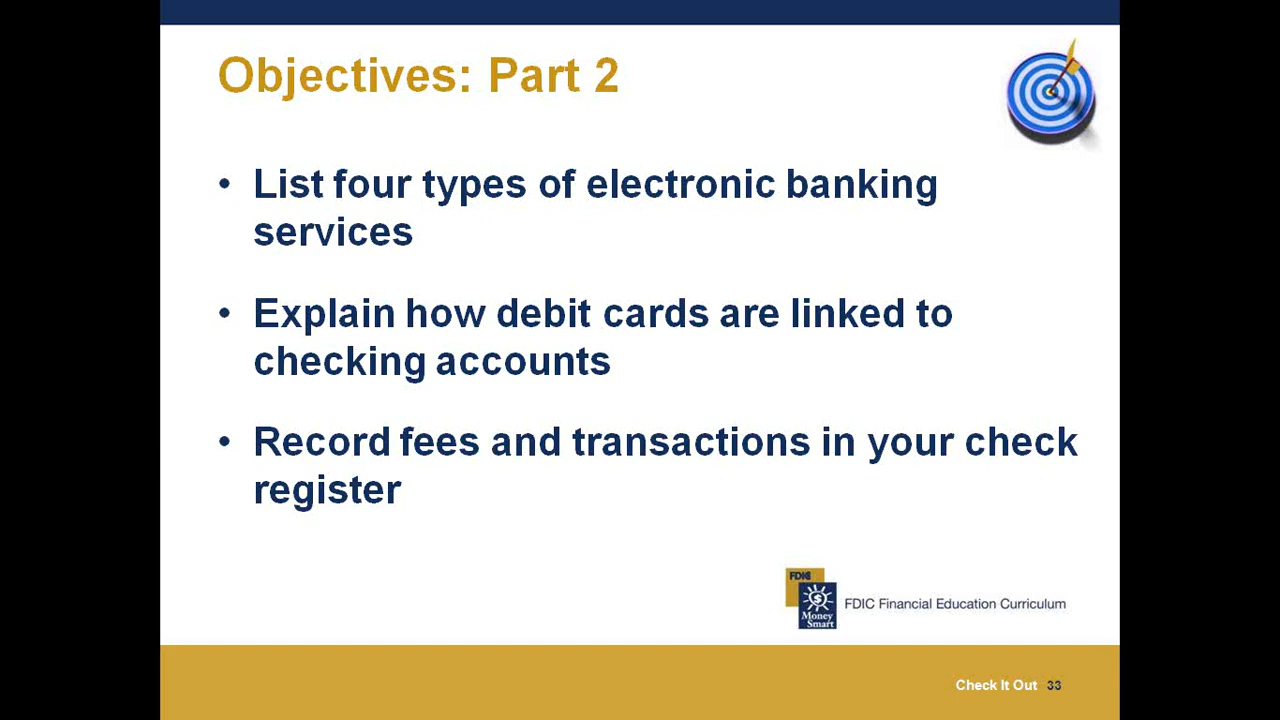 Objectives: Part 2
• List four types of electronic banking
services
• Explain how debit cards are linked to
checking accounts
• Record fees and transactions in your check
register
FDIC
Money
Smart
FDIC Financial Education Curriculum
Check It Out 33